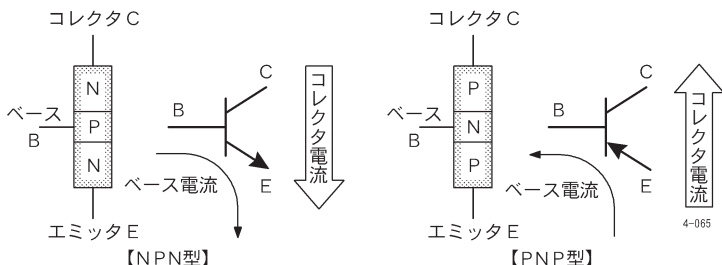 コレクタC
N
P
N
ベース
B
エミッタE
B
C
E
ベース電流
コレクタ電流
【NPN型】
コレクタC
P
N
P
ベース
B
エミッタE
B
C
E
ベース電流
コレクタ電流
4-065
【PNP型】